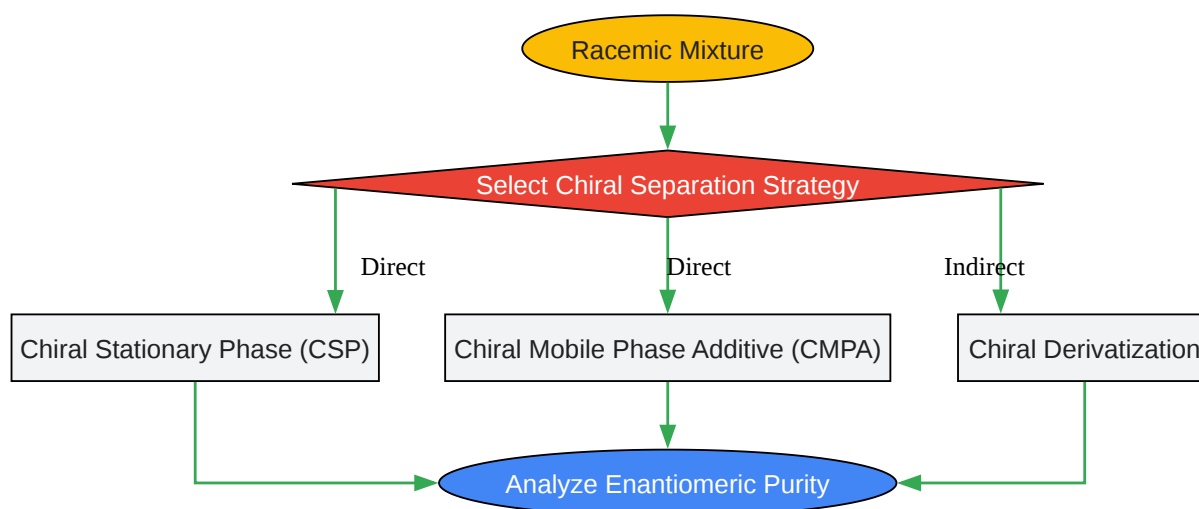 Racemic Mixture
Select Chiral Separation Strategy
Direct
Direct
Indirect
Chiral Stationary Phase (CSP)
Chiral Mobile Phase Additive (CMPA)
Chiral Derivatization
Analyze Enantiomeric Purity